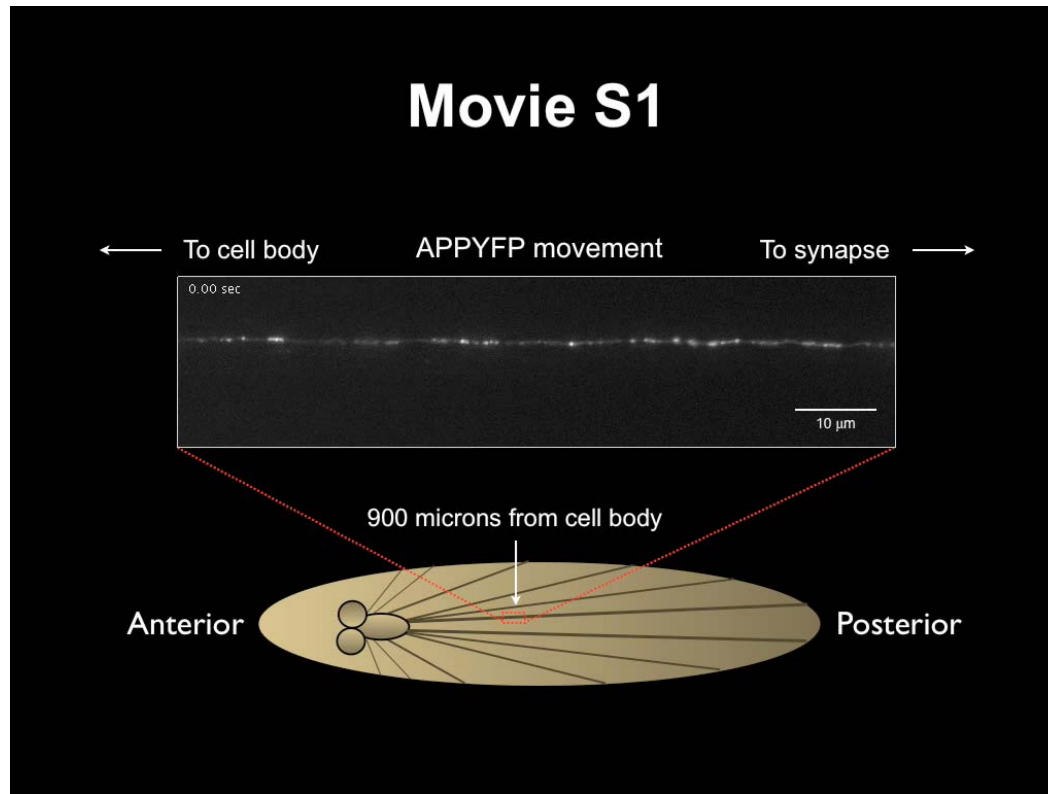 Movie S1
To cell body APPYFP movement To synapse
0.00 sec
10 μm
900 microns from cell body
Anterior Posterior